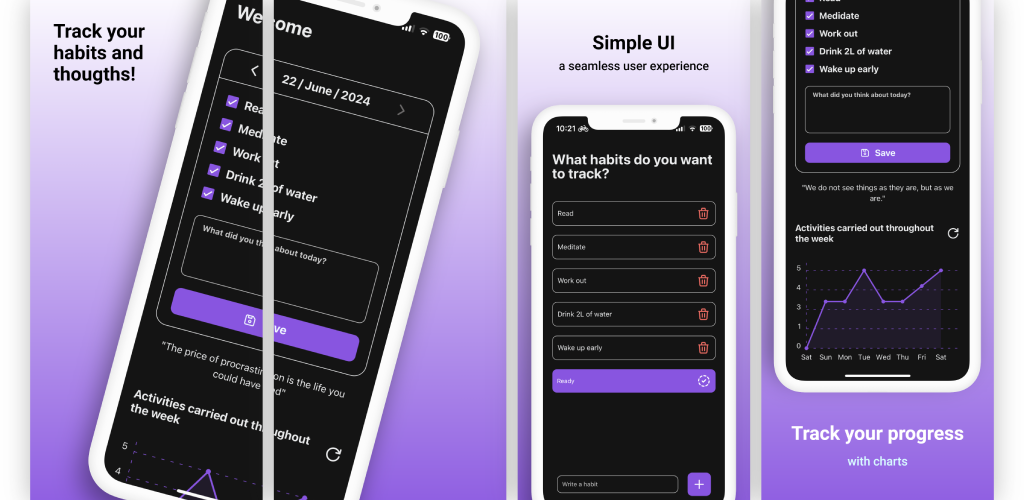 Track your
habits and
thougths!
Welcome
100
22 / June / 2024
Read
Work out
Drink 2L of water
Wake up early
What did you think about today?
Save
"The price of procrastination is the life you
could have lived"
Activities carried out throughout
the week
5
4
Simple UI
a seamless user experience
10:21
100
What habits do you want
to track?
Read
Meditate
Work out
Drink 2L of water
Wake up early
Ready
Write a habit
Read
Medidate
Work out
Drink 2L of water
Wake up early
What did you think about today?
Save
"We do not see things as they are, but as we
are."
Activities carried out throughout
the week
5
4
3
1
0
Sat Sun Mon Tue Wed Thu Fri Sat
Track your progress
with charts